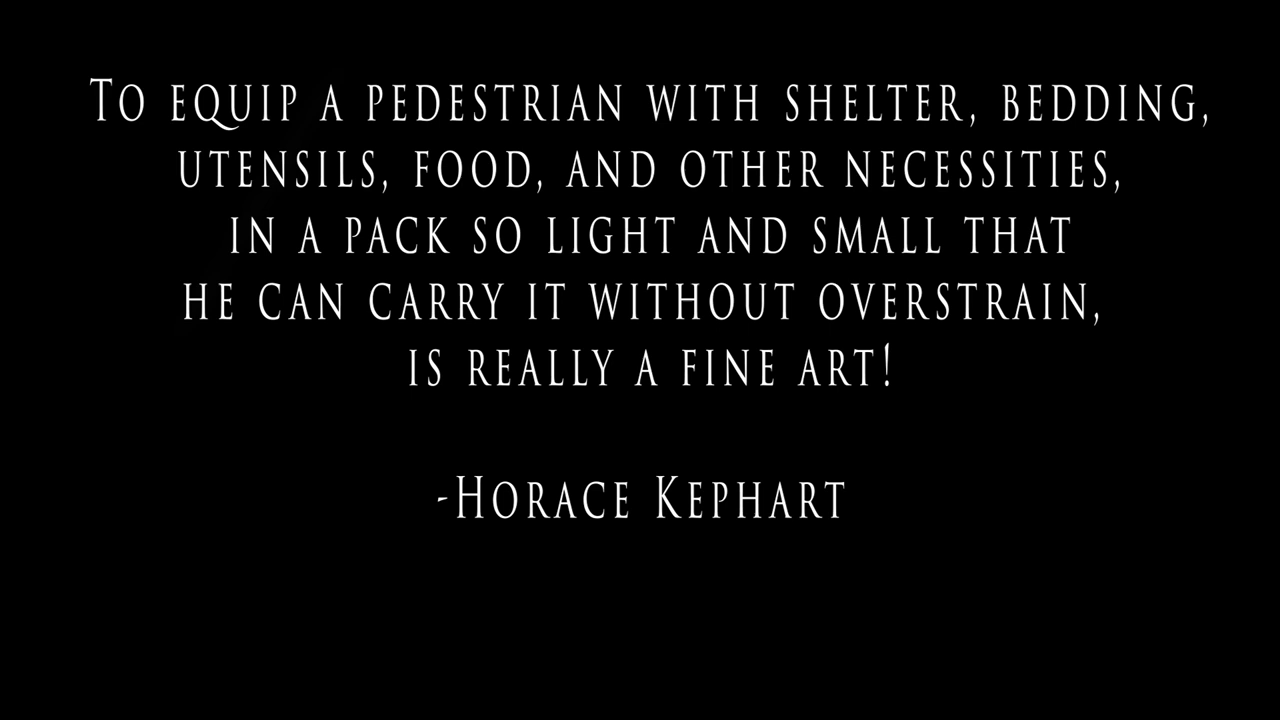 To equip a pedestrian with shelter, bedding,
utensils, food, and other necessities,
in a pack so light and small that
he can carry it without overstrain,
is really a fine art!
-Horace Kephart